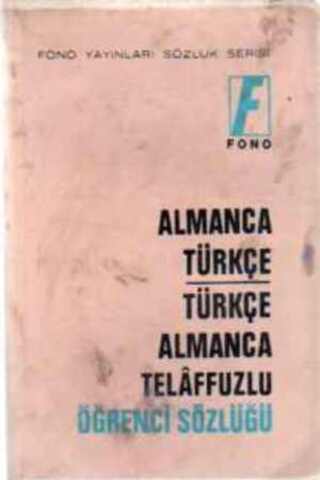 FONO YAYINLARI SÖZLÜK SERİSİ
F
FONO
ALMANCA
TÜRKÇE
TÜRKÇE
ALMANCA
TELÂFFUZLU
ÖĞRENCİ SÖZLÜĞÜ